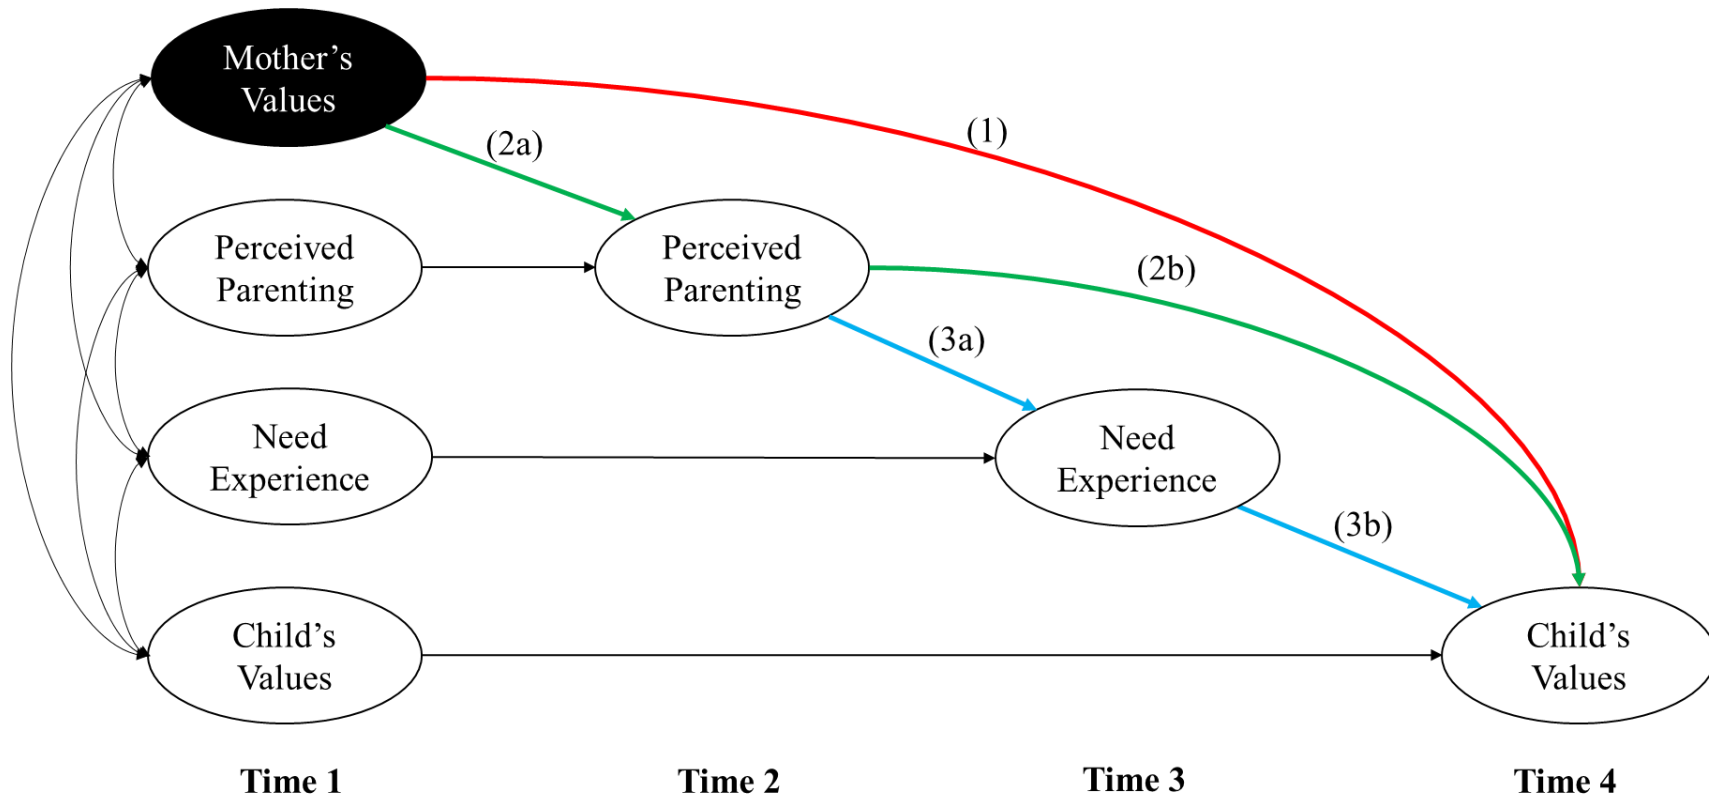 Mother’s
Values
(1)
(2a)
Perceived
Parenting
Perceived
Parenting
(2b)
(3a)
Need
Experience
Need
Experience
(3b)
Child’s
Values
Child’s
Values
Time 1
Time 2
Time 3
Time 4